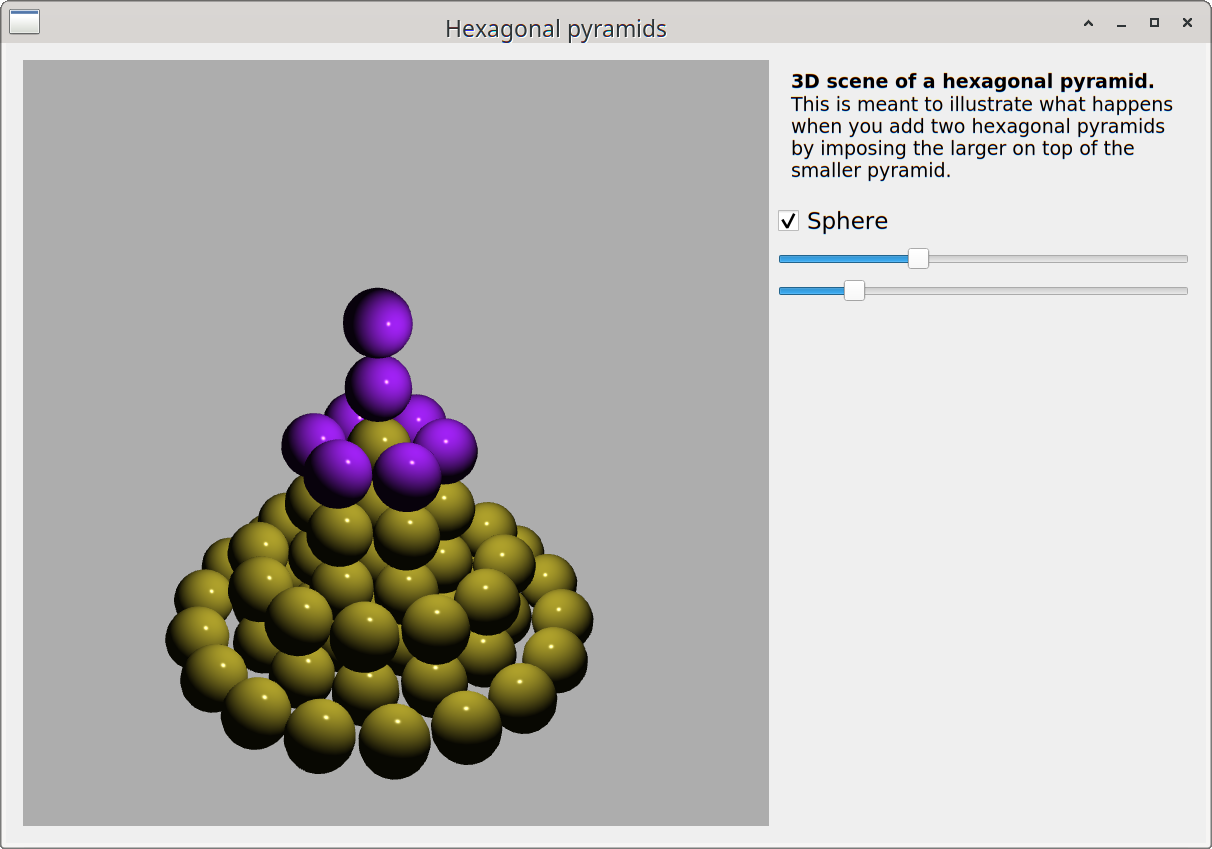 Hexagonal pyramids
3D scene of a hexagonal pyramid.
This is meant to illustrate what happens
when you add two hexagonal pyramids
by imposing the larger on top of the
smaller pyramid.
Sphere